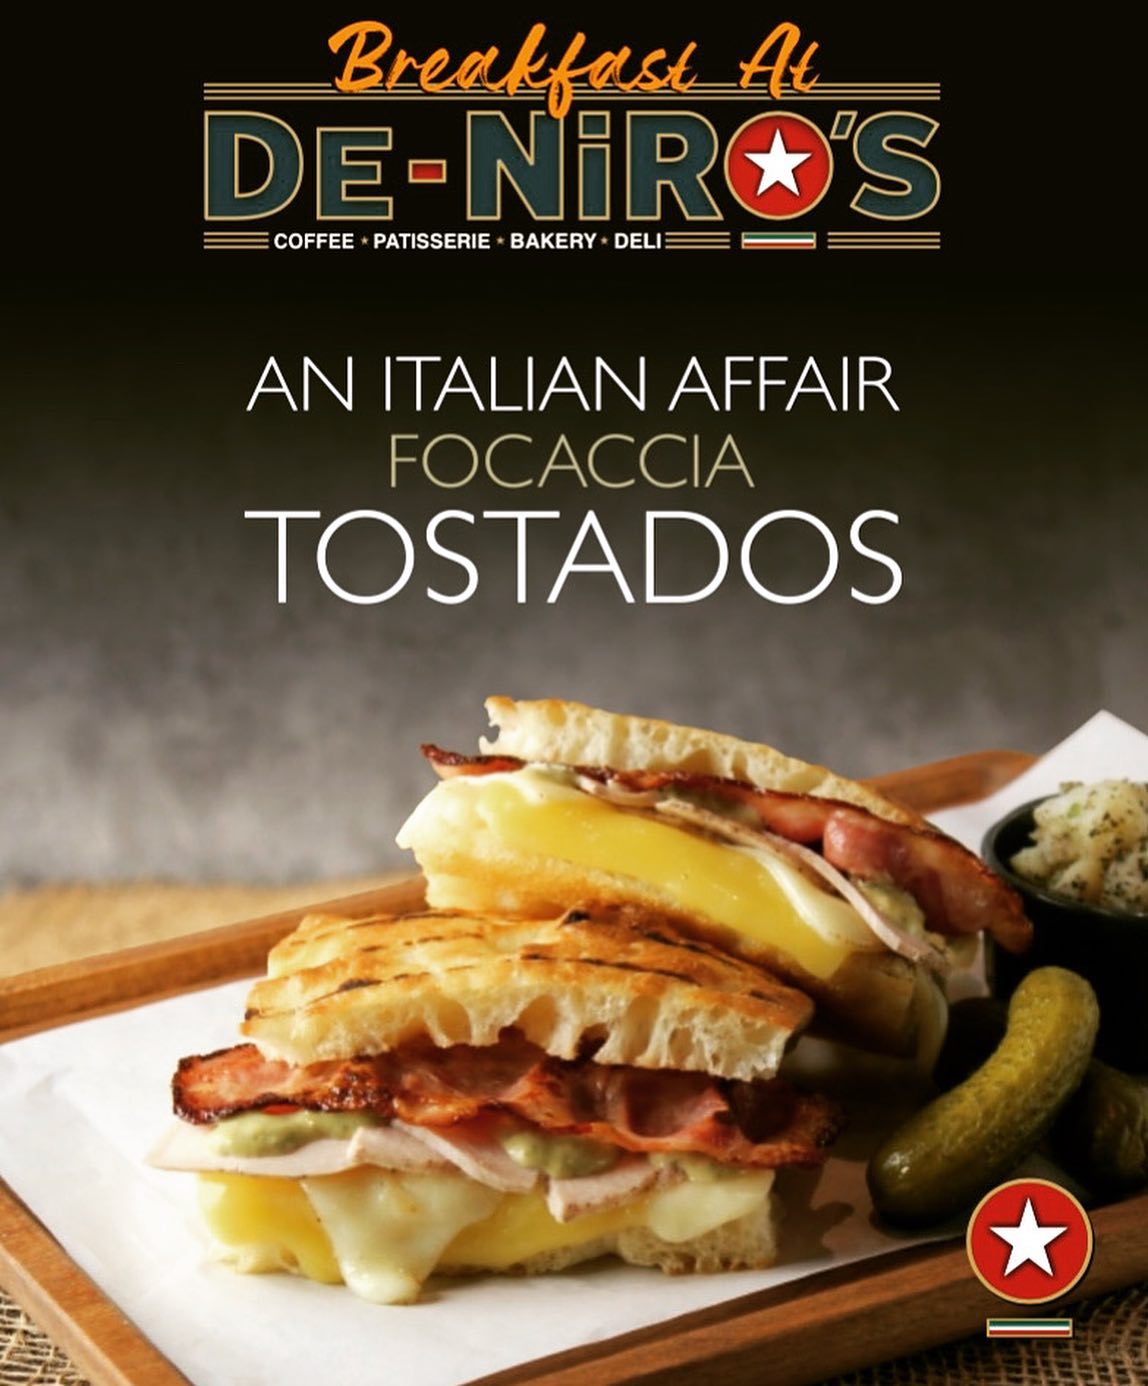 Breakfast At
DE-NiRO'S
COFFEE ★ PATISSERIE ★ BAKERY ★ DELI
AN ITALIAN AFFAIR
FOCACCIA
TOSTADOS